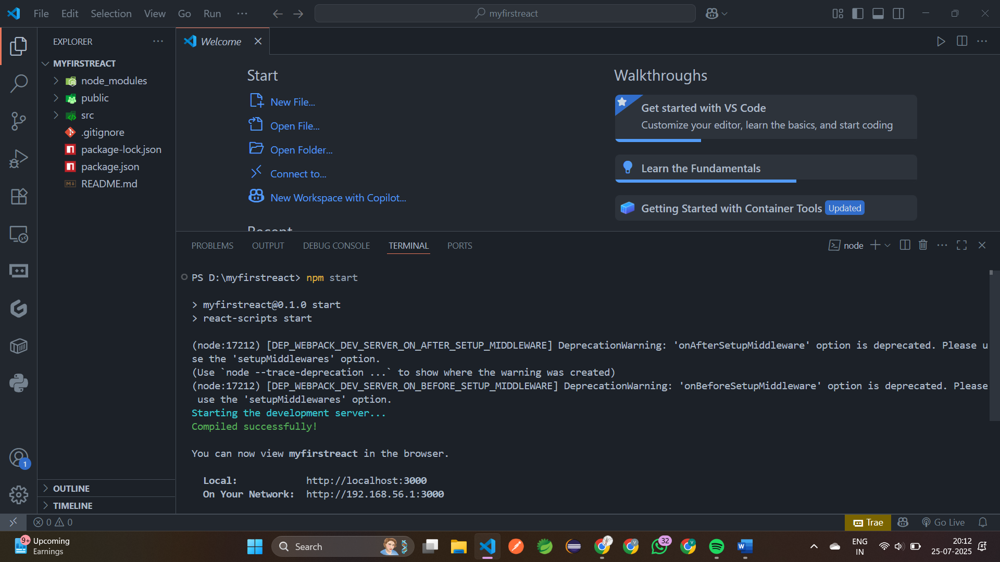 File Edit Selection View Go Run ··· myfirstreact
EXPLORER ···
Welcome
MYFIRSTREACT
node_modules
public
src
.gitignore
package-lock.json
package.json
README.md
Start
New File...
Open File...
Open Folder...
Connect to...
New Workspace with Copilot...
Recent
Walkthroughs
Get started with VS Code
Customize your editor, learn the basics, and start coding
Learn the Fundamentals
Getting Started with Container Tools Updated
PROBLEMS OUTPUT DEBUG CONSOLE TERMINAL PORTS node
PS D:\myfirstreact> npm start
> myfirstreact@0.1.0 start
> react-scripts start
(node:17212) [DEP_WEBPACK_DEV_SERVER_ON_AFTER_SETUP_MIDDLEWARE] DeprecationWarning: 'onAfterSetupMiddleware' option is deprecated. Please u
se the 'setupMiddlewares' option.
(Use `node --trace-deprecation ...` to show where the warning was created)
(node:17212) [DEP_WEBPACK_DEV_SERVER_ON_BEFORE_SETUP_MIDDLEWARE] DeprecationWarning: 'onBeforeSetupMiddleware' option is deprecated. Please
use the 'setupMiddlewares' option.
Starting the development server...
Compiled successfully!
You can now view myfirstreact in the browser.
Local: http://localhost:3000
On Your Network: http://192.168.56.1:3000
1
OUTLINE
TIMELINE
0 0 Trae Go Live
9+ Upcoming
Earnings
Search
32
ENG
IN
20:12
25-07-2025